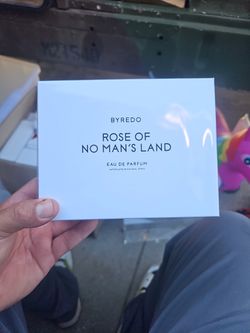 BYREDO
ROSE OF
NO MAN'S LAND
EAU DE PARFUM